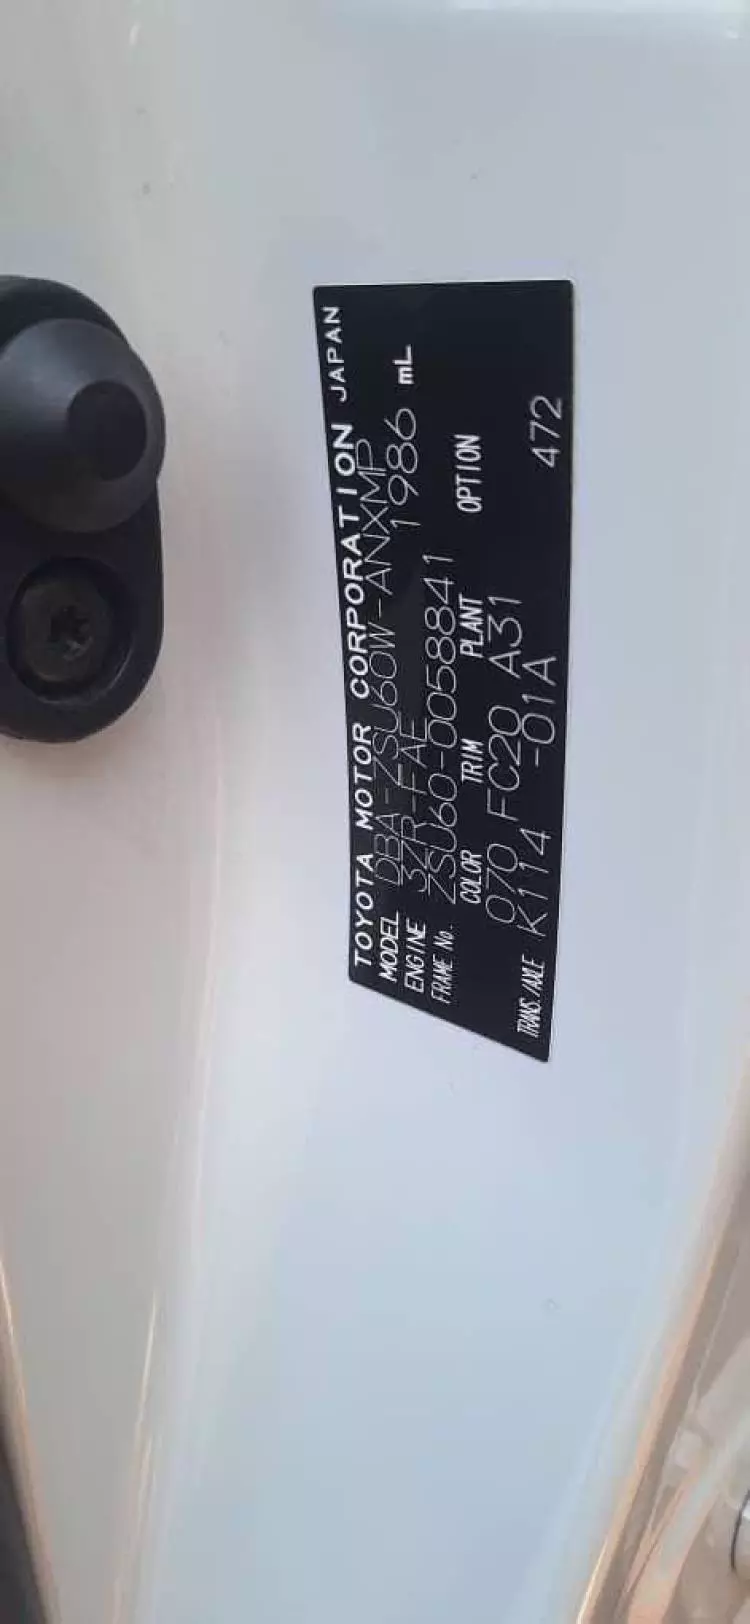 TOYOTA MOTOR CORPORATION JAPAN
MODEL DBA-ZSU60W-ANXMP
ENGINE 3ZR-FAE 1986 mL
FRAME No. ZSU60-0058841
COLOR TRIM PLANT OPTION
070 FC20 A31
TRANS./AXLE K114 -01A 472